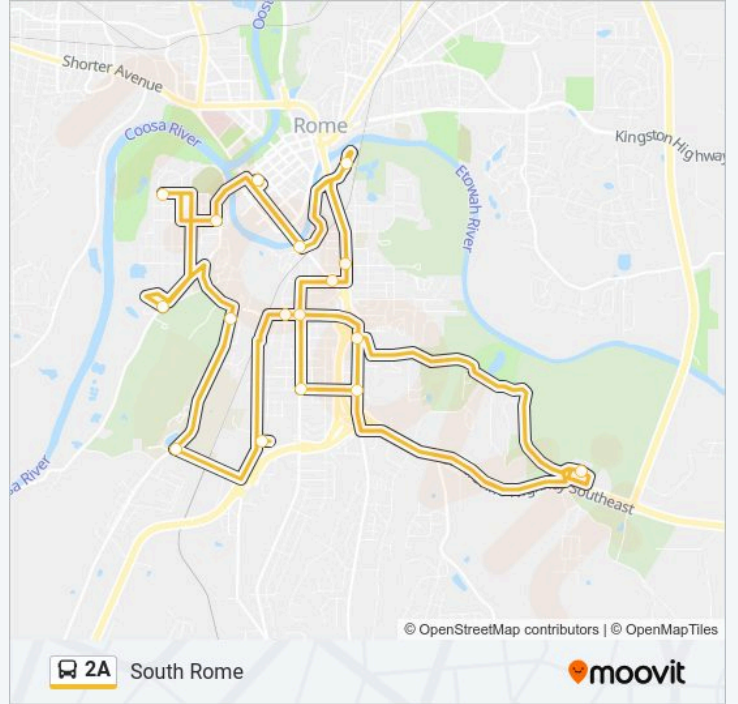 Oost
Shorter Avenue
Coosa River
Rome
Kingston Highway
Etowah River
sa River
y Southeast
© OpenStreetMap contributors | © OpenMapTiles
2A South Rome
moovit